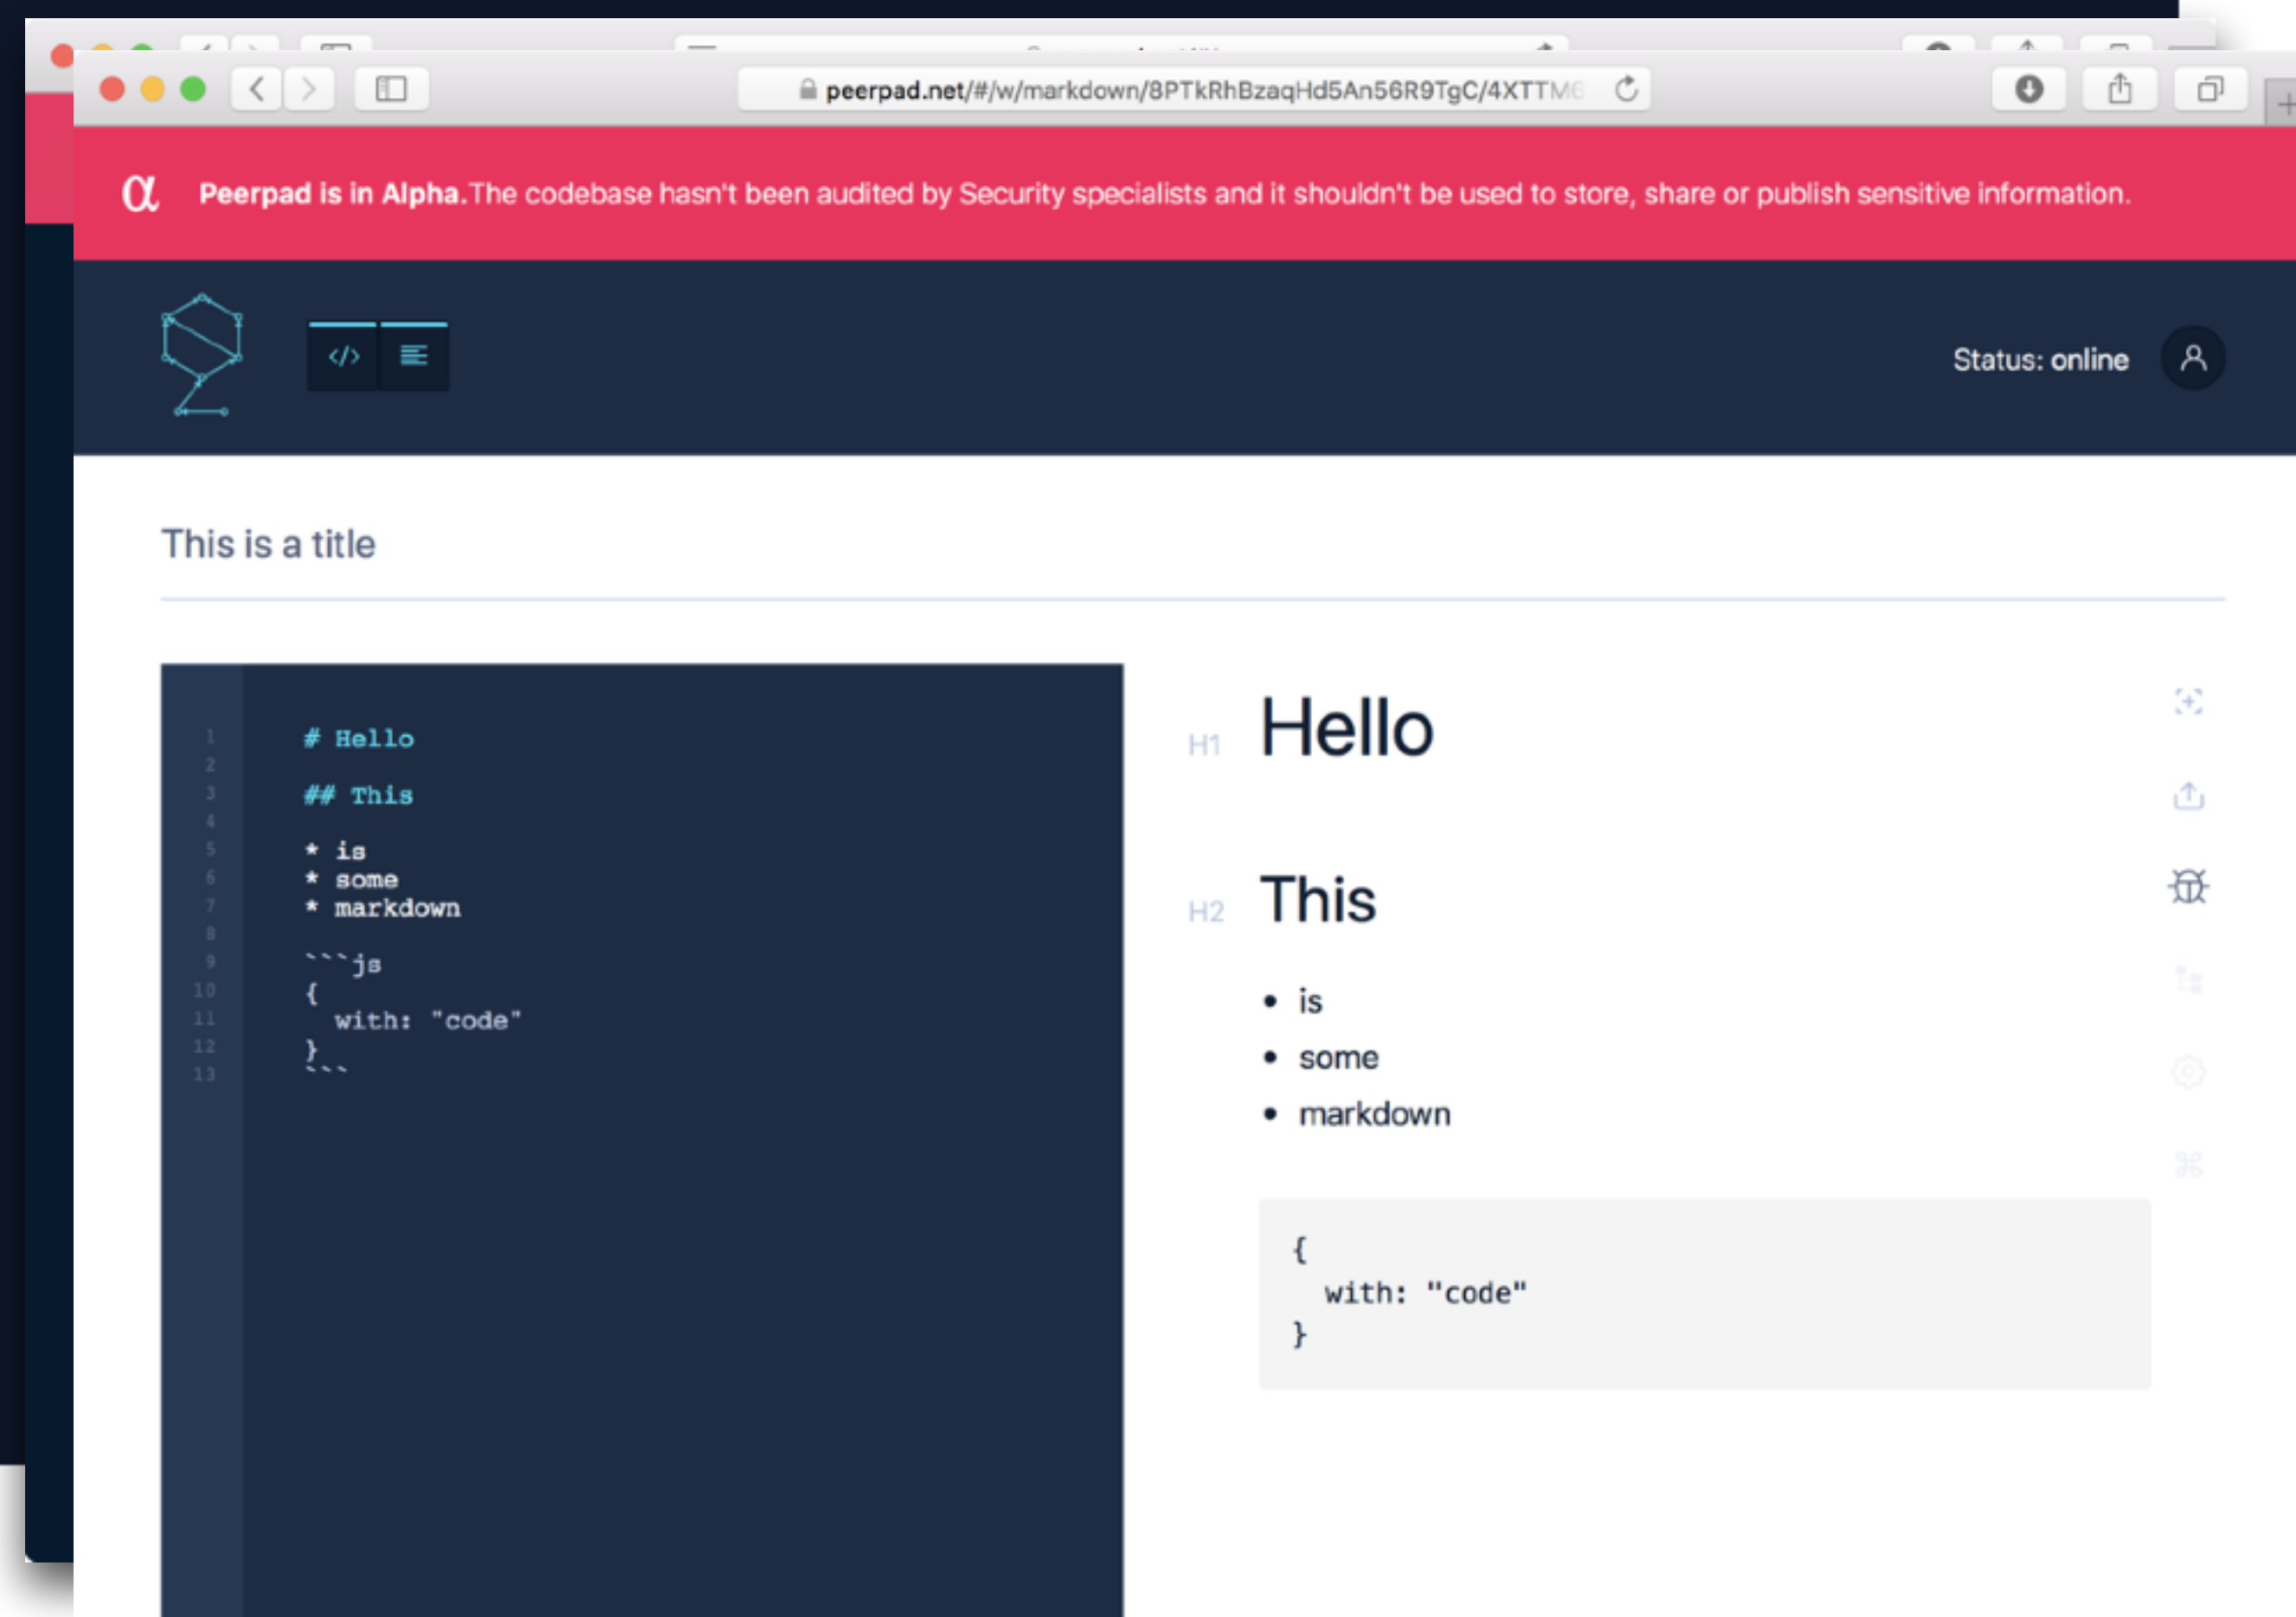 peerpad.net/#/w/markdown/8PTkRhBzaqHd5An56R9TgC/4XTTM6
α Peerpad is in Alpha.The codebase hasn't been audited by Security specialists and it shouldn't be used to store, share or publish sensitive information.
</> Status: online
This is a title
1 # Hello
2
3 ## This
4
5 * is
6 * some
7 * markdown
8
9 ```js
10 {
11   with: "code"
12 }
13 ```
H1 Hello
H2 This
• is
• some
• markdown
{
  with: "code"
}